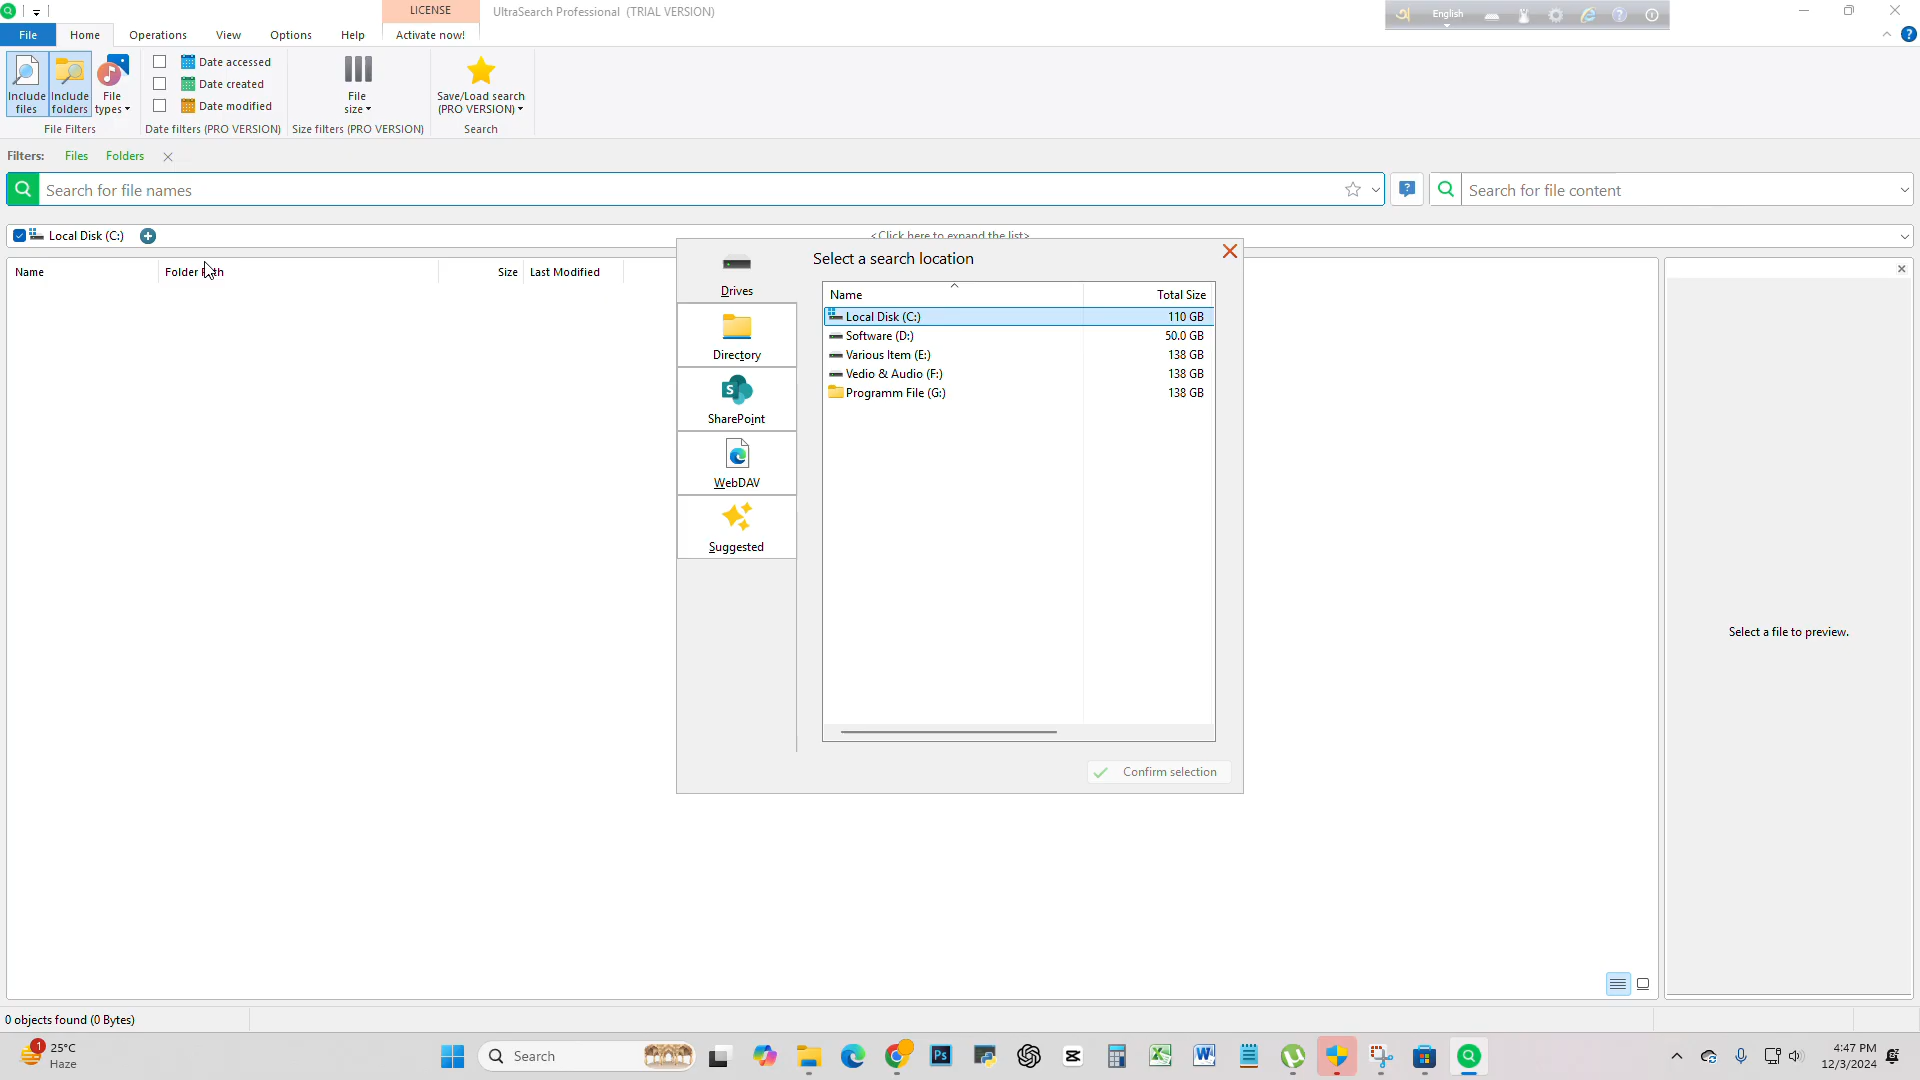 LICENSE
UltraSearch Professional (TRIAL VERSION)
English
File Home Operations View Options Help Activate now!
Include files
Include folders
File types
Date accessed
Date created
Date modified
File size
Save/Load search (PRO VERSION)
File Filters
Date filters (PRO VERSION)
Size filters (PRO VERSION)
Search
Filters: Files Folders
Search for file names
Search for file content
Local Disk (C:)
<Click here to expand the list>
Name Size Last Modified
Select a search location
Drives
Directory
SharePoint
WebDAV
Suggested
Name Total Size
Local Disk (C:) 110 GB
Software (D:) 50.0 GB
Various Item (E:) 138 GB
Vedio & Audio (F:) 138 GB
Programm File (G:) 138 GB
Confirm selection
Select a file to preview.
0 objects found (0 Bytes)
1
25°C
Haze
Search
Ps
4:47 PM
12/3/2024